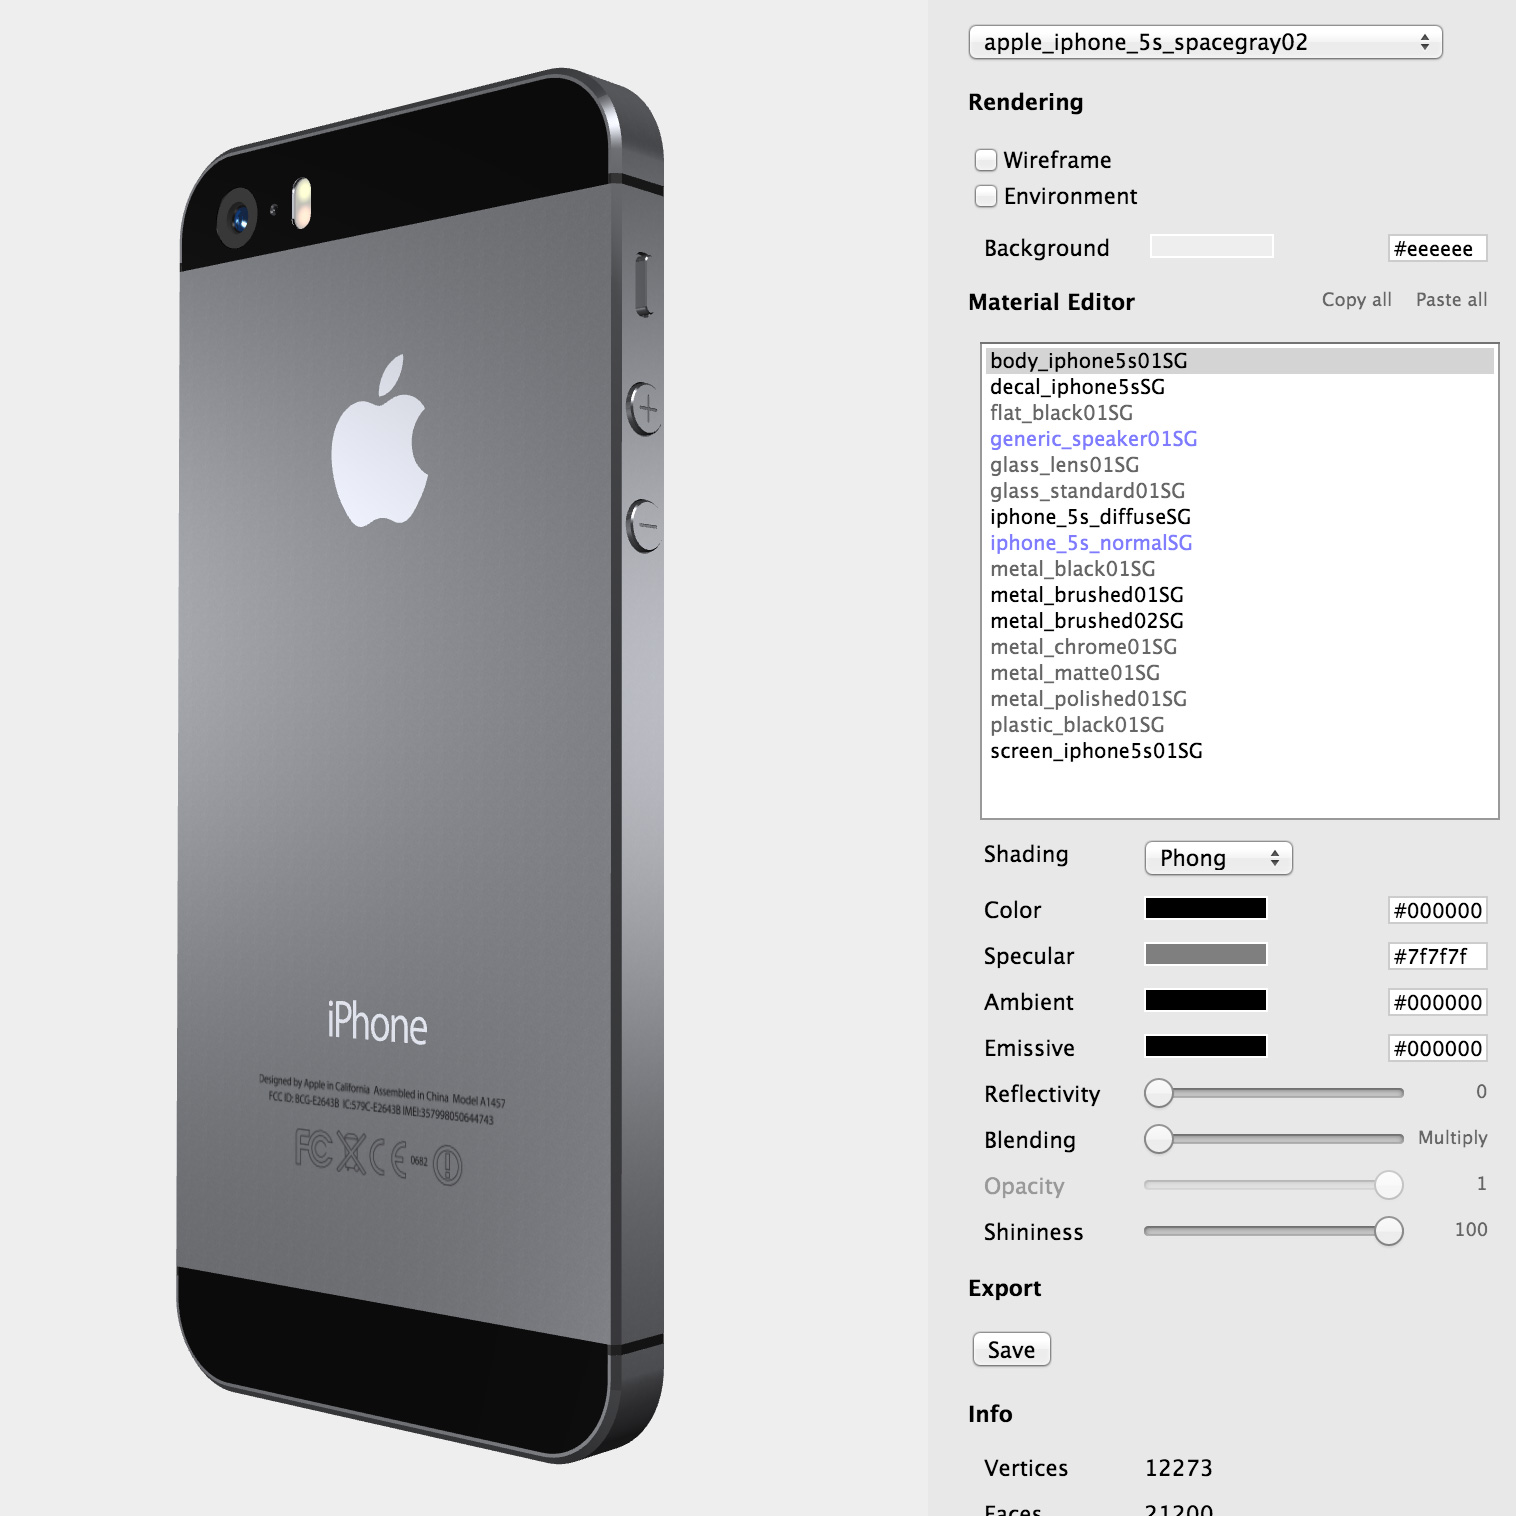 iPhone
Designed by Apple in California Assembled in China Model A1457
FCC ID: BCG-E2643B IC:579C-E2643B IMEI:357998050644743
FC CE 0682
apple_iphone_5s_spacegray02
Rendering
Wireframe
Environment
Background #eeeeee
Material Editor Copy all Paste all
body_iphone5s01SG
decal_iphone5sSG
flat_black01SG
generic_speaker01SG
glass_lens01SG
glass_standard01SG
iphone_5s_diffuseSG
iphone_5s_normalSG
metal_black01SG
metal_brushed01SG
metal_brushed02SG
metal_chrome01SG
metal_matte01SG
metal_polished01SG
plastic_black01SG
screen_iphone5s01SG
Shading Phong
Color #000000
Specular #7f7f7f
Ambient #000000
Emissive #000000
Reflectivity 0
Blending Multiply
Opacity 1
Shininess 100
Export
Save
Info
Vertices 12273
Faces 21200